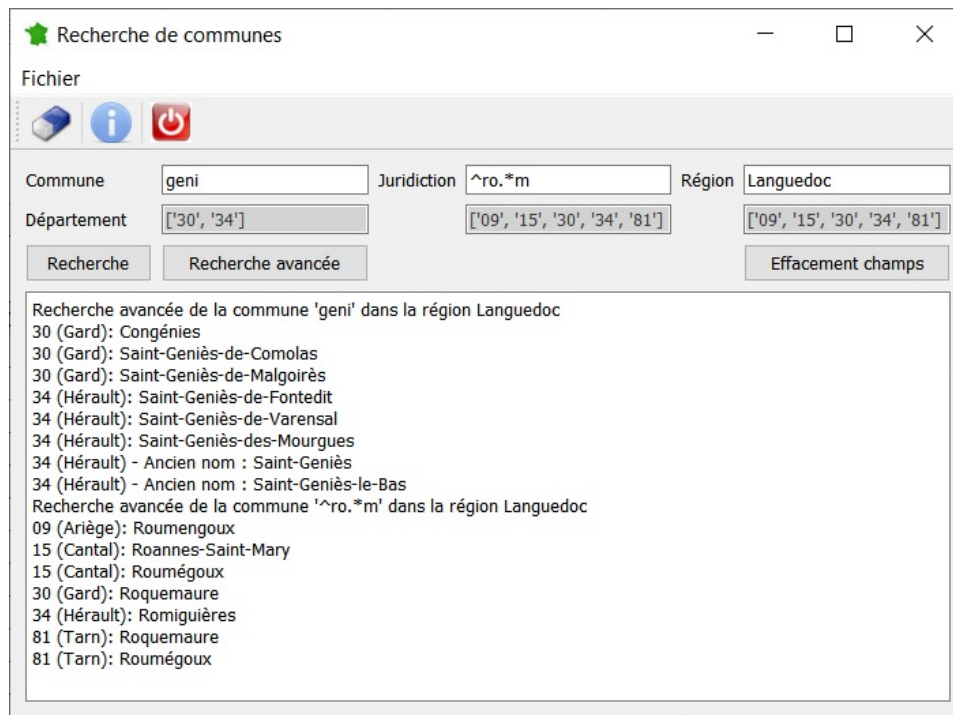 Recherche de communes
Fichier
Commune geni Juridiction ^ro.*m Région Languedoc
Département ['30', '34'] ['09', '15', '30', '34', '81'] ['09', '15', '30', '34', '81']
Recherche Recherche avancée Effacement champs
Recherche avancée de la commune 'geni' dans la région Languedoc
30 (Gard): Congénies
30 (Gard): Saint-Geniès-de-Comolas
30 (Gard): Saint-Geniès-de-Malgoirès
34 (Hérault): Saint-Geniès-de-Fontedit
34 (Hérault): Saint-Geniès-de-Varensal
34 (Hérault): Saint-Geniès-des-Mourgues
34 (Hérault) - Ancien nom : Saint-Geniès
34 (Hérault) - Ancien nom : Saint-Geniès-le-Bas
Recherche avancée de la commune '^ro.*m' dans la région Languedoc
09 (Ariège): Roumengoux
15 (Cantal): Roannes-Saint-Mary
15 (Cantal): Roumégoux
30 (Gard): Roquemaure
34 (Hérault): Romiguières
81 (Tarn): Roquemaure
81 (Tarn): Roumégoux